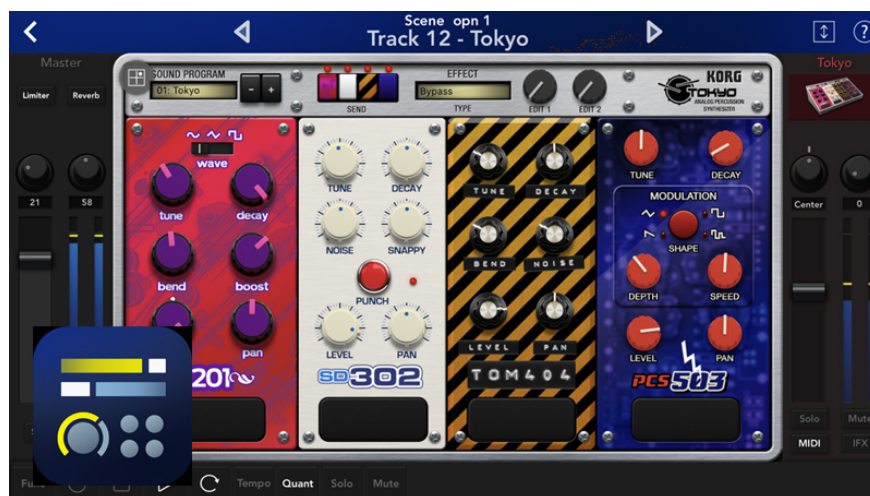 Scene opn 1
Track 12 - Tokyo
Master
Tokyo
Limiter
Reverb
21
58
SOUND PROGRAM
01: Tokyo
- +
SEND
EFFECT
Bypass
TYPE
EDIT 1
EDIT 2
KORG
TOKYO
ANALOG PERCUSSION
SYNTHESIZER
wave
tune
decay
bend
boost
pan
201
TUNE
DECAY
NOISE
SNAPPY
PUNCH
LEVEL
PAN
SD-302
TUNE
DECAY
BEND
NOISE
LEVEL
PAN
TOM404
TUNE
DECAY
MODULATION
SHAPE
DEPTH
SPEED
LEVEL
PAN
PCS503
Center
0
Solo
Mute
MIDI
IFX
Tempo
Quant
Solo
Mute